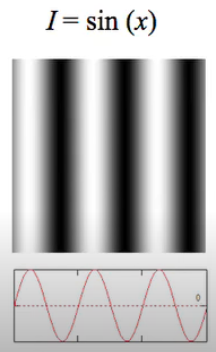 I = sin (x)
0